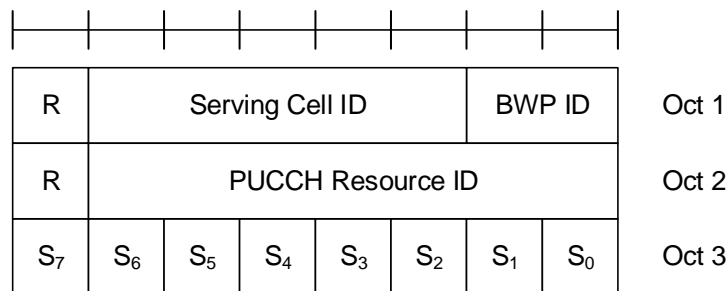 R Serving Cell ID BWP ID Oct 1
R PUCCH Resource ID Oct 2
S₇ S₆ S₅ S₄ S₃ S₂ S₁ S₀ Oct 3